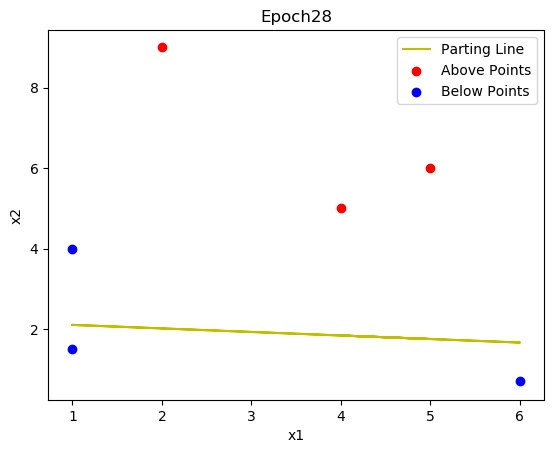 Epoch28
Parting Line
Above Points
Below Points
8
6
4
2
x2
1 2 3 4 5 6
x1